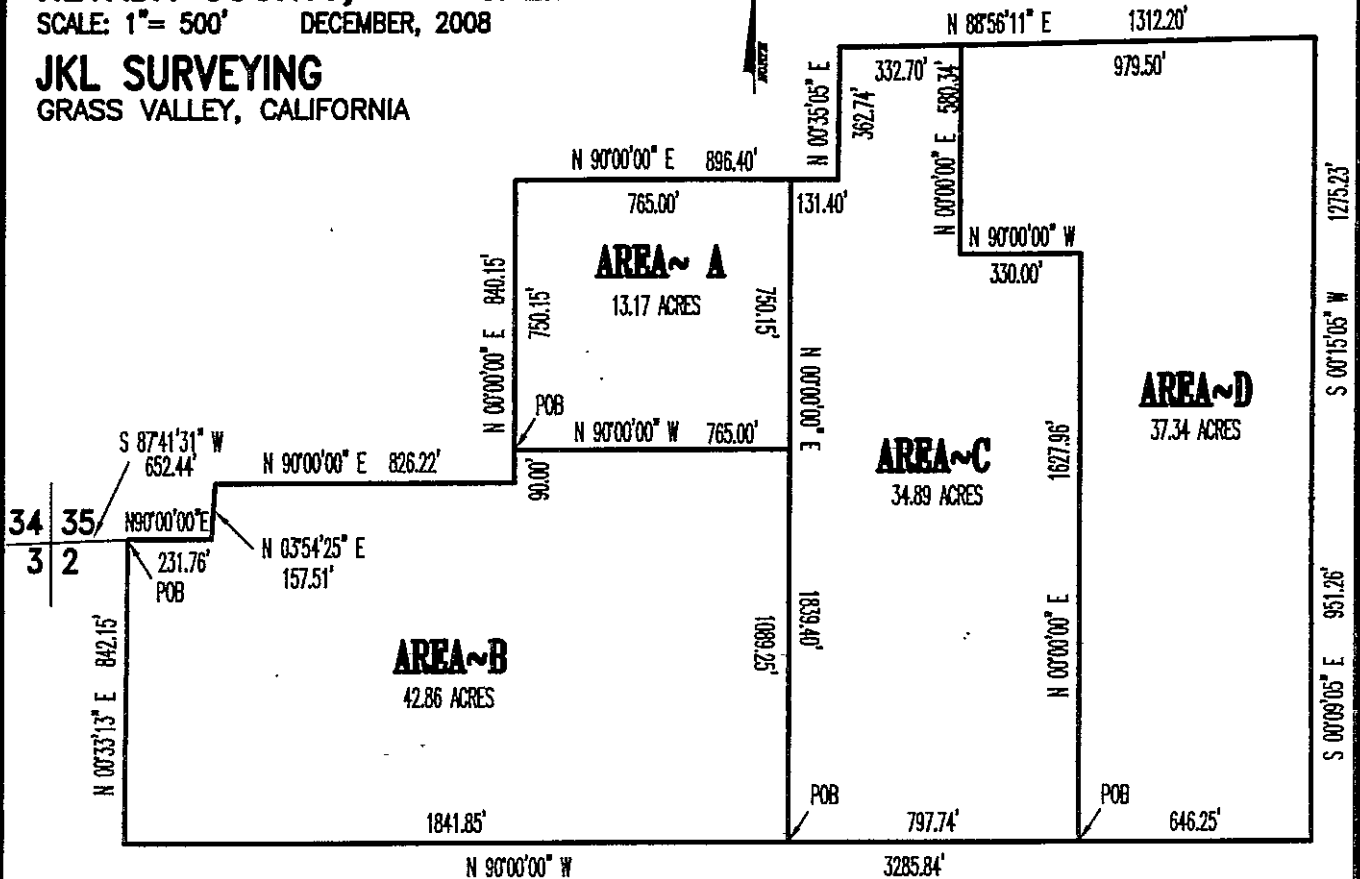 SCALE: 1"= 500' DECEMBER, 2008
JKL SURVEYING
GRASS VALLEY, CALIFORNIA
N 88°56'11" E 1312.20'
332.70'
979.50'
N 00°35'05" E
362.74'
N 00°00'00" E 580.34'
N 90°00'00" E 896.40'
765.00'
131.40'
1275.23'
S 00°15'05" W
N 90°00'00" W
330.00'
AREA~ A
13.17 ACRES
N 00°00'00" E 840.15'
750.15'
750.15'
N 00°00'00" E
1839.40'
AREA~D
37.34 ACRES
POB
N 90°00'00" W 765.00'
90.00'
S 87°41'31" W
652.44'
N 90°00'00" E 826.22'
AREA~C
34.89 ACRES
1627.96'
N 00°00'00" E
34 35
3 2
N90°00'00"E
231.76'
POB
N 03°54'25" E
157.51'
N 00°33'13" E 842.15'
AREA~B
42.86 ACRES
1089.25'
S 00°09'05" E 951.26'
POB
POB
1841.85'
797.74'
646.25'
N 90°00'00" W 3285.84'